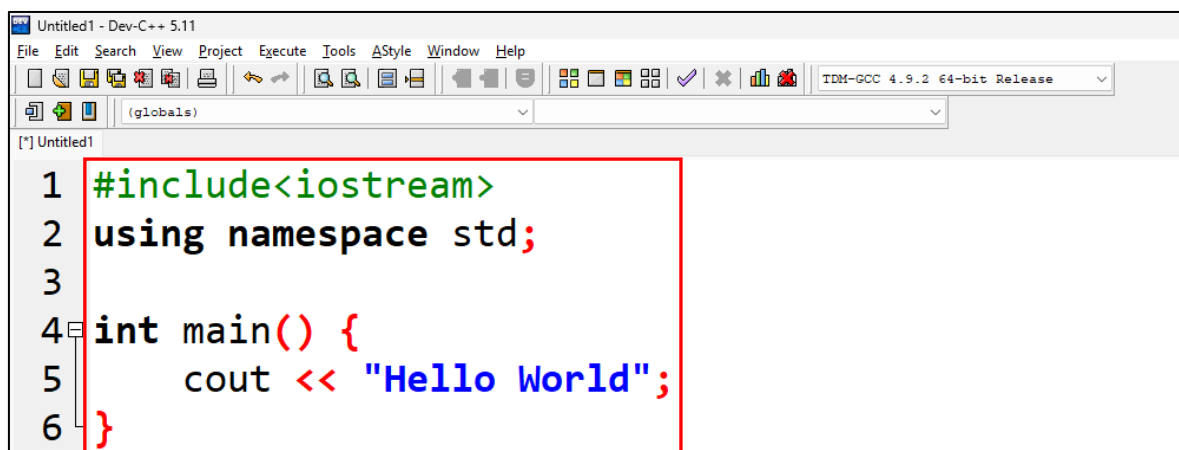 Untitled1 - Dev-C++ 5.11
File Edit Search View Project Execute Tools AStyle Window Help
TDM-GCC 4.9.2 64-bit Release
(globals)
[*] Untitled1
1 #include<iostream>
2 using namespace std;
3
4 int main() {
5 cout << "Hello World";
6 }